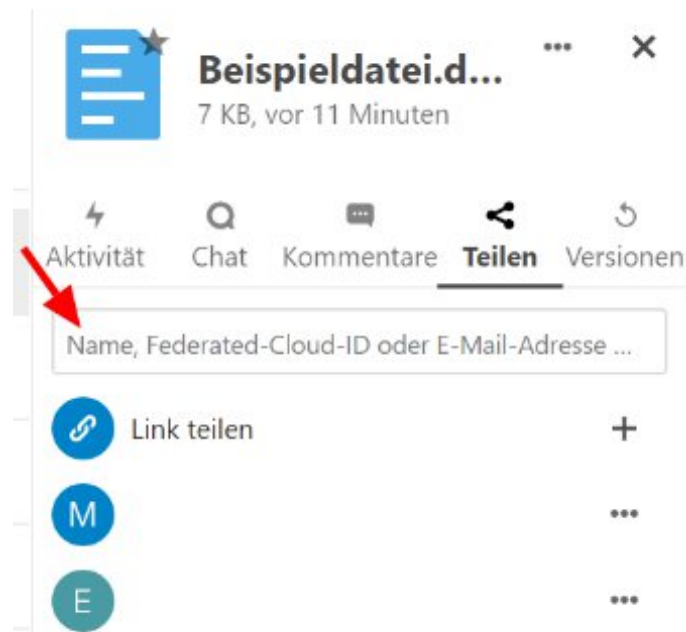 Beispieldatei.d...
7 KB, vor 11 Minuten
Aktivität Chat Kommentare Teilen Versionen
Name, Federated-Cloud-ID oder E-Mail-Adresse ...
Link teilen
M
E